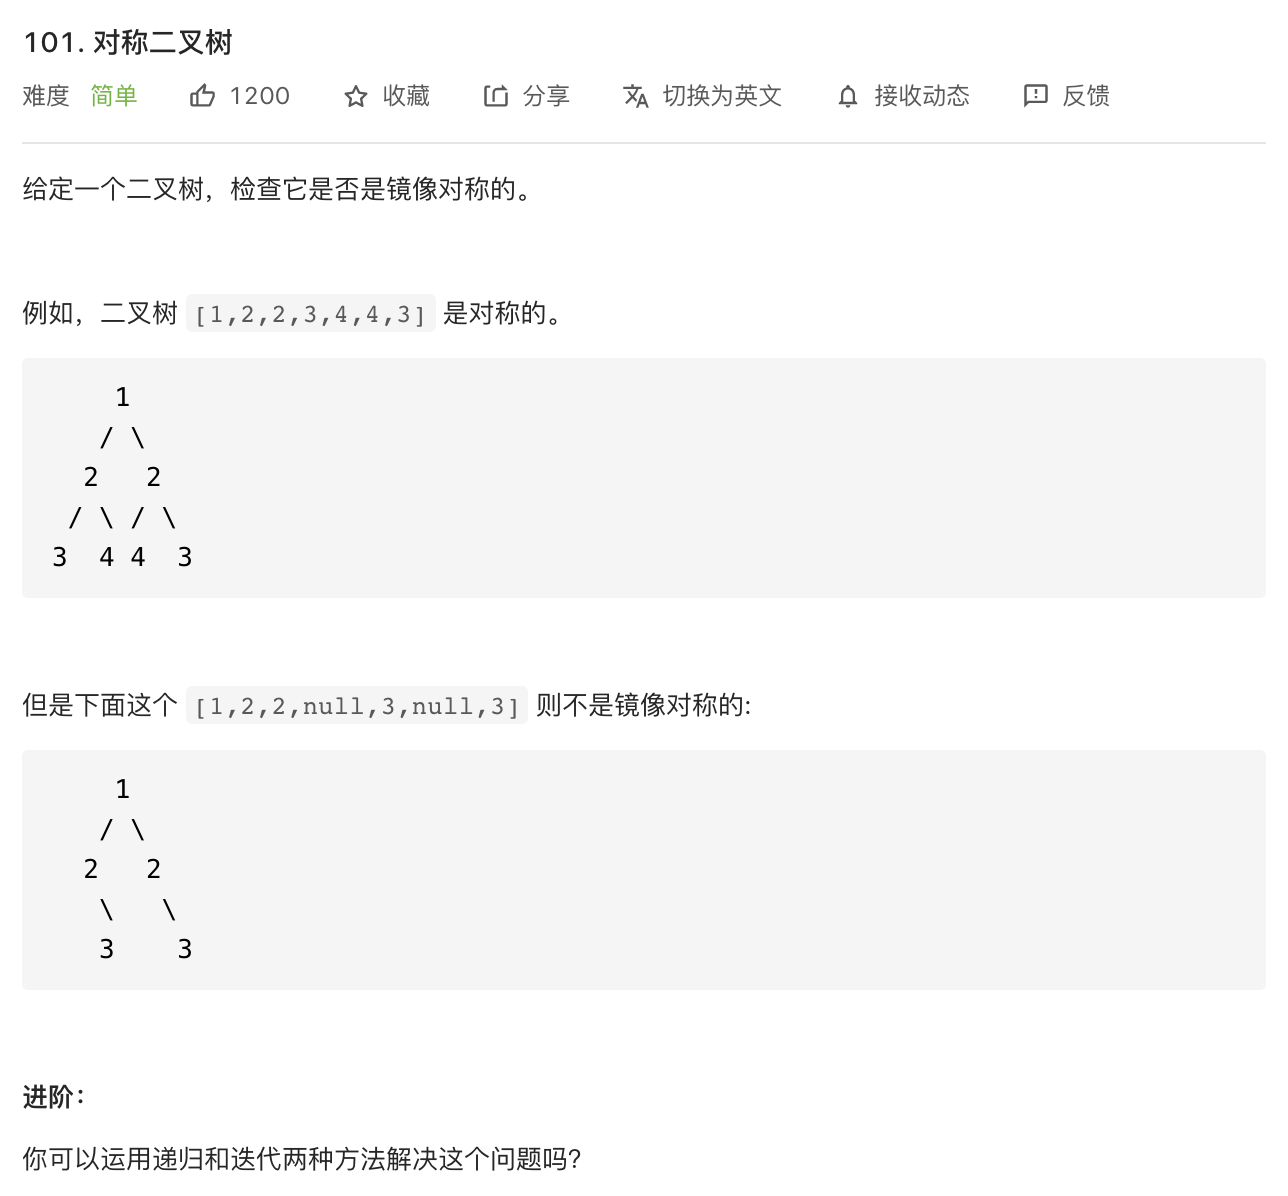 101. 对称二叉树
难度 简单 1200 收藏 分享 切换为英文 接收动态 反馈
给定一个二叉树，检查它是否是镜像对称的。
例如，二叉树 [1,2,2,3,4,4,3] 是对称的。
1
/ \
2 2
/ \ / \
3 4 4 3
但是下面这个 [1,2,2,null,3,null,3] 则不是镜像对称的:
1
/ \
2 2
\ \
3 3
进阶：
你可以运用递归和迭代两种方法解决这个问题吗?